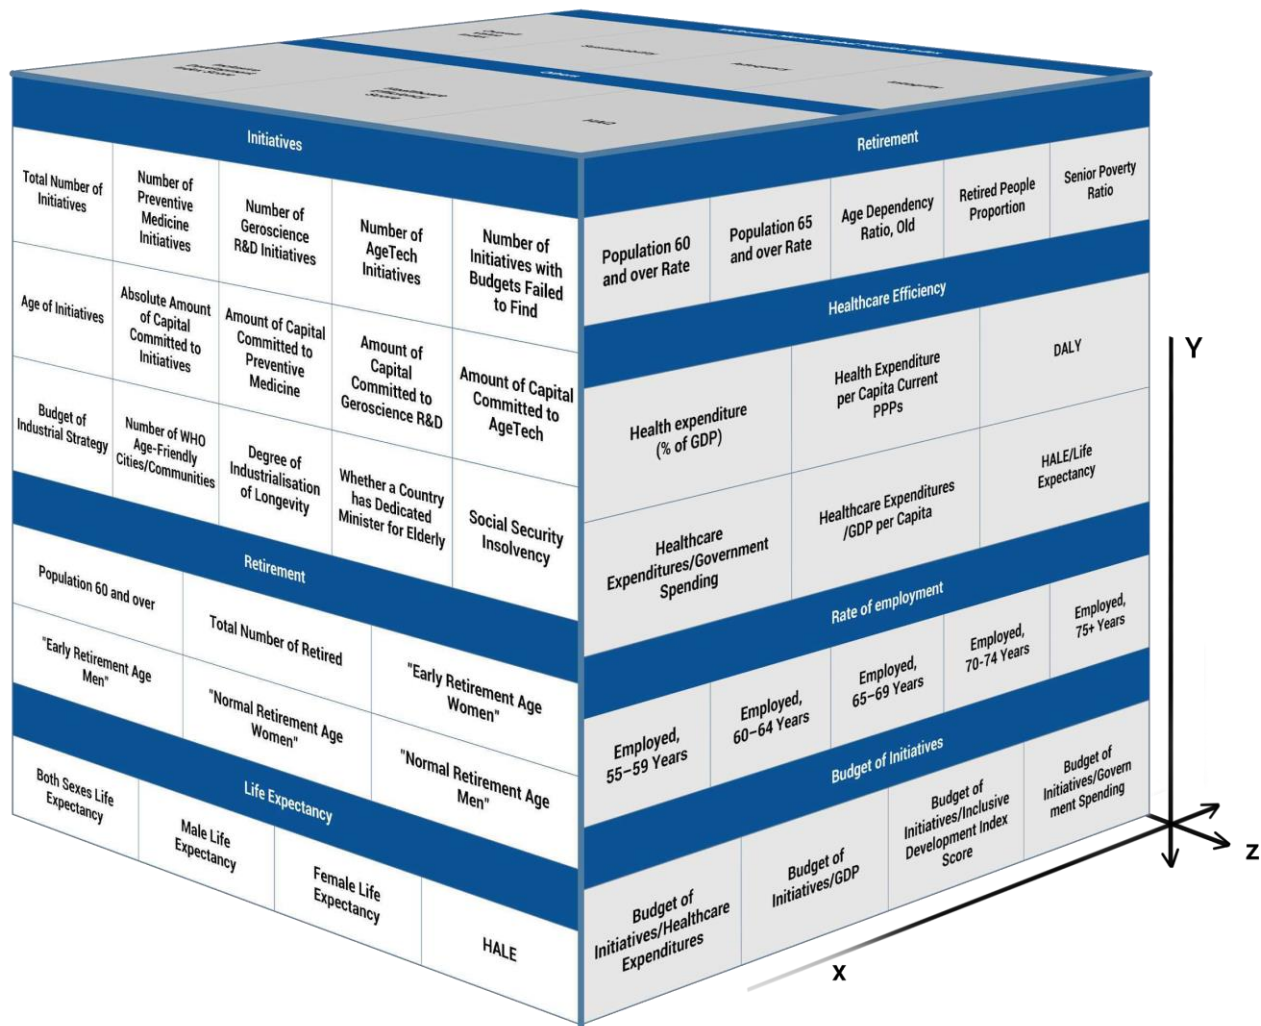 Others
Initiatives
Total Number of
Initiatives
Number of
Preventive
Medicine
Initiatives
Number of
Geroscience
R&D Initiatives
Number of
AgeTech
Initiatives
Number of
Initiatives with
Budgets Failed
to Find
Age of Initiatives
Absolute Amount
of Capital
Committed to
Initiatives
Amount of Capital
Committed to
Preventive
Medicine
Amount of
Capital
Committed to
Geroscience R&D
Amount of Capital
Committed to
AgeTech
Budget of
Industrial Strategy
Number of WHO
Age-Friendly
Cities/Communities
Degree of
Industrialisation
of Longevity
Whether a Country
has Dedicated
Minister for Elderly
Social Security
Insolvency
Retirement
Population 60 and over
Total Number of Retired
"Early Retirement Age
Women"
"Early Retirement Age
Men"
"Normal Retirement Age
Women"
"Normal Retirement Age
Men"
Life Expectancy
Both Sexes Life
Expectancy
Male Life
Expectancy
Female Life
Expectancy
HALE
Retirement
Population 60
and over Rate
Population 65
and over Rate
Age Dependency
Ratio, Old
Retired People
Proportion
Senior Poverty
Ratio
Healthcare Efficiency
Health expenditure
(% of GDP)
Health Expenditure
per Capita Current
PPPs
DALY
Healthcare
Expenditures/Government
Spending
Healthcare Expenditures
/GDP per Capita
HALE/Life
Expectancy
Rate of employment
Employed,
55–59 Years
Employed,
60–64 Years
Employed,
65–69 Years
Employed,
70-74 Years
Employed,
75+ Years
Budget of Initiatives
Budget of
Initiatives/Healthcare
Expenditures
Budget of
Initiatives/GDP
Budget of
Initiatives/Inclusive
Development Index
Score
Budget of
Initiatives/Govern
ment Spending
Y
Z
X